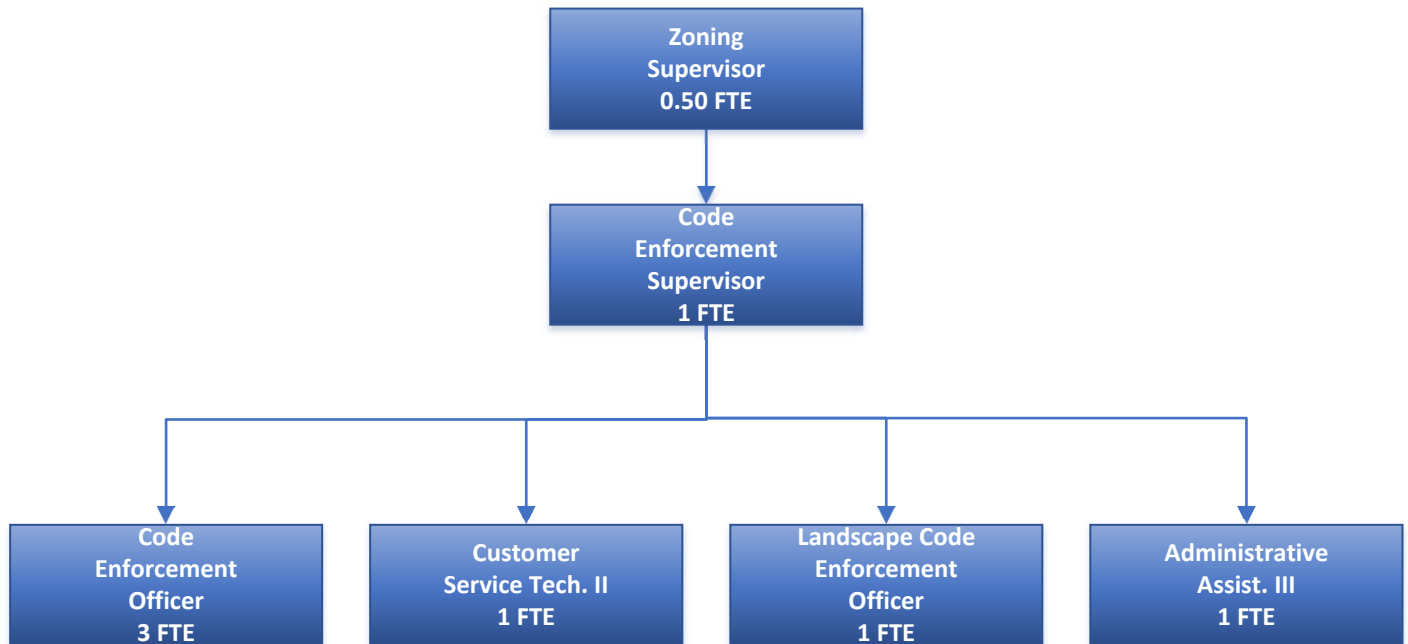 Zoning
Supervisor
0.50 FTE
Code
Enforcement
Supervisor
1 FTE
Code
Enforcement
Officer
3 FTE
Customer
Service Tech. II
1 FTE
Landscape Code
Enforcement
Officer
1 FTE
Administrative
Assist. III
1 FTE